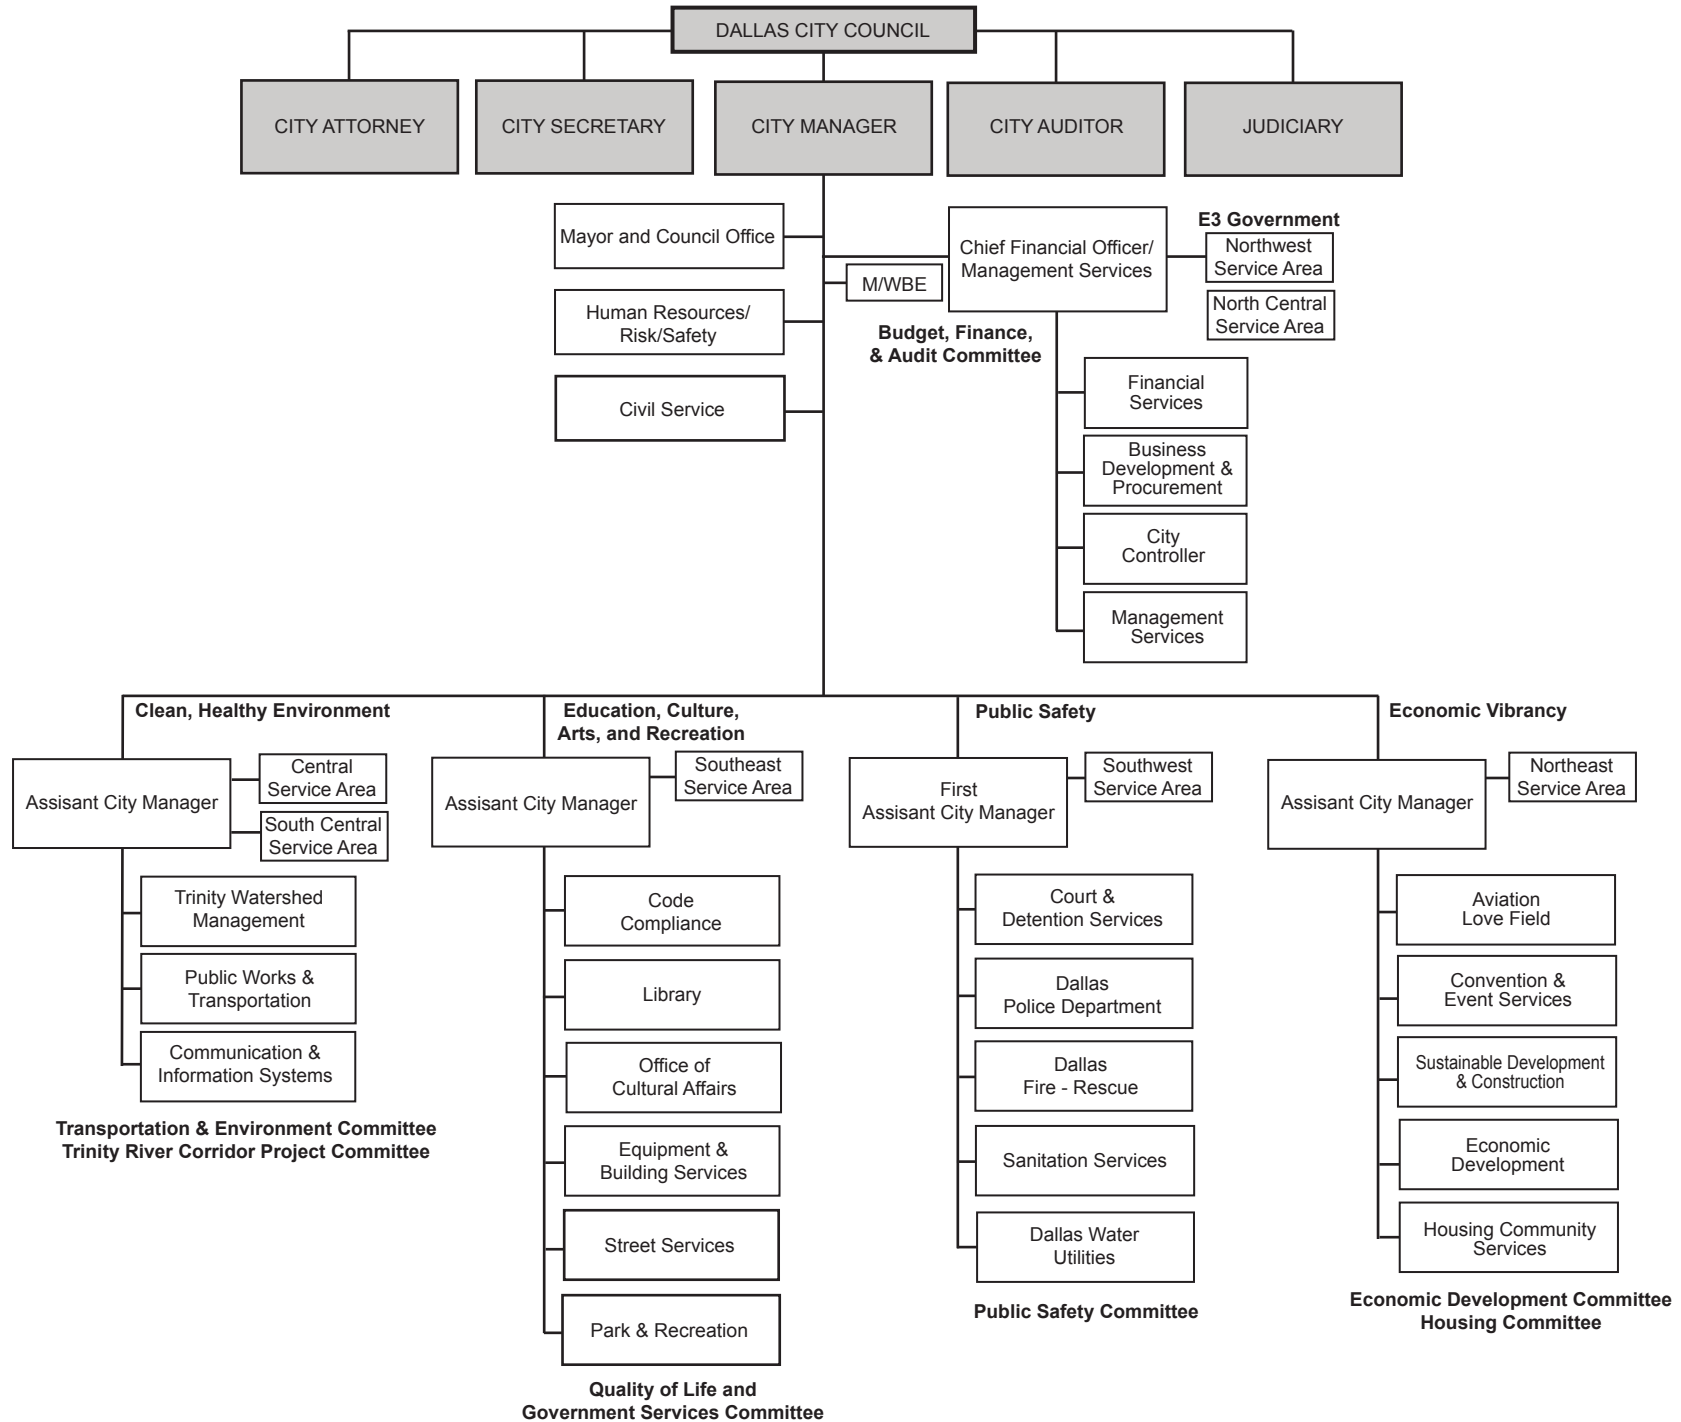 DALLAS CITY COUNCIL
CITY ATTORNEY
CITY SECRETARY
CITY MANAGER
CITY AUDITOR
JUDICIARY
Mayor and Council Office
Human Resources/
Risk/Safety
Civil Service
M/WBE
Chief Financial Officer/
Management Services
E3 Government
Northwest
Service Area
North Central
Service Area
Budget, Finance,
& Audit Committee
Financial
Services
Business
Development &
Procurement
City
Controller
Management
Services
Clean, Healthy Environment
Assisant City Manager
Central
Service Area
South Central
Service Area
Trinity Watershed
Management
Public Works &
Transportation
Communication &
Information Systems
Transportation & Environment Committee
Trinity River Corridor Project Committee
Education, Culture,
Arts, and Recreation
Assisant City Manager
Southeast
Service Area
Code
Compliance
Library
Office of
Cultural Affairs
Equipment &
Building Services
Street Services
Park & Recreation
Quality of Life and
Government Services Committee
Public Safety
First
Assisant City Manager
Southwest
Service Area
Court &
Detention Services
Dallas
Police Department
Dallas
Fire - Rescue
Sanitation Services
Dallas Water
Utilities
Public Safety Committee
Economic Vibrancy
Assisant City Manager
Northeast
Service Area
Aviation
Love Field
Convention &
Event Services
Sustainable Development
& Construction
Economic
Development
Housing Community
Services
Economic Development Committee
Housing Committee